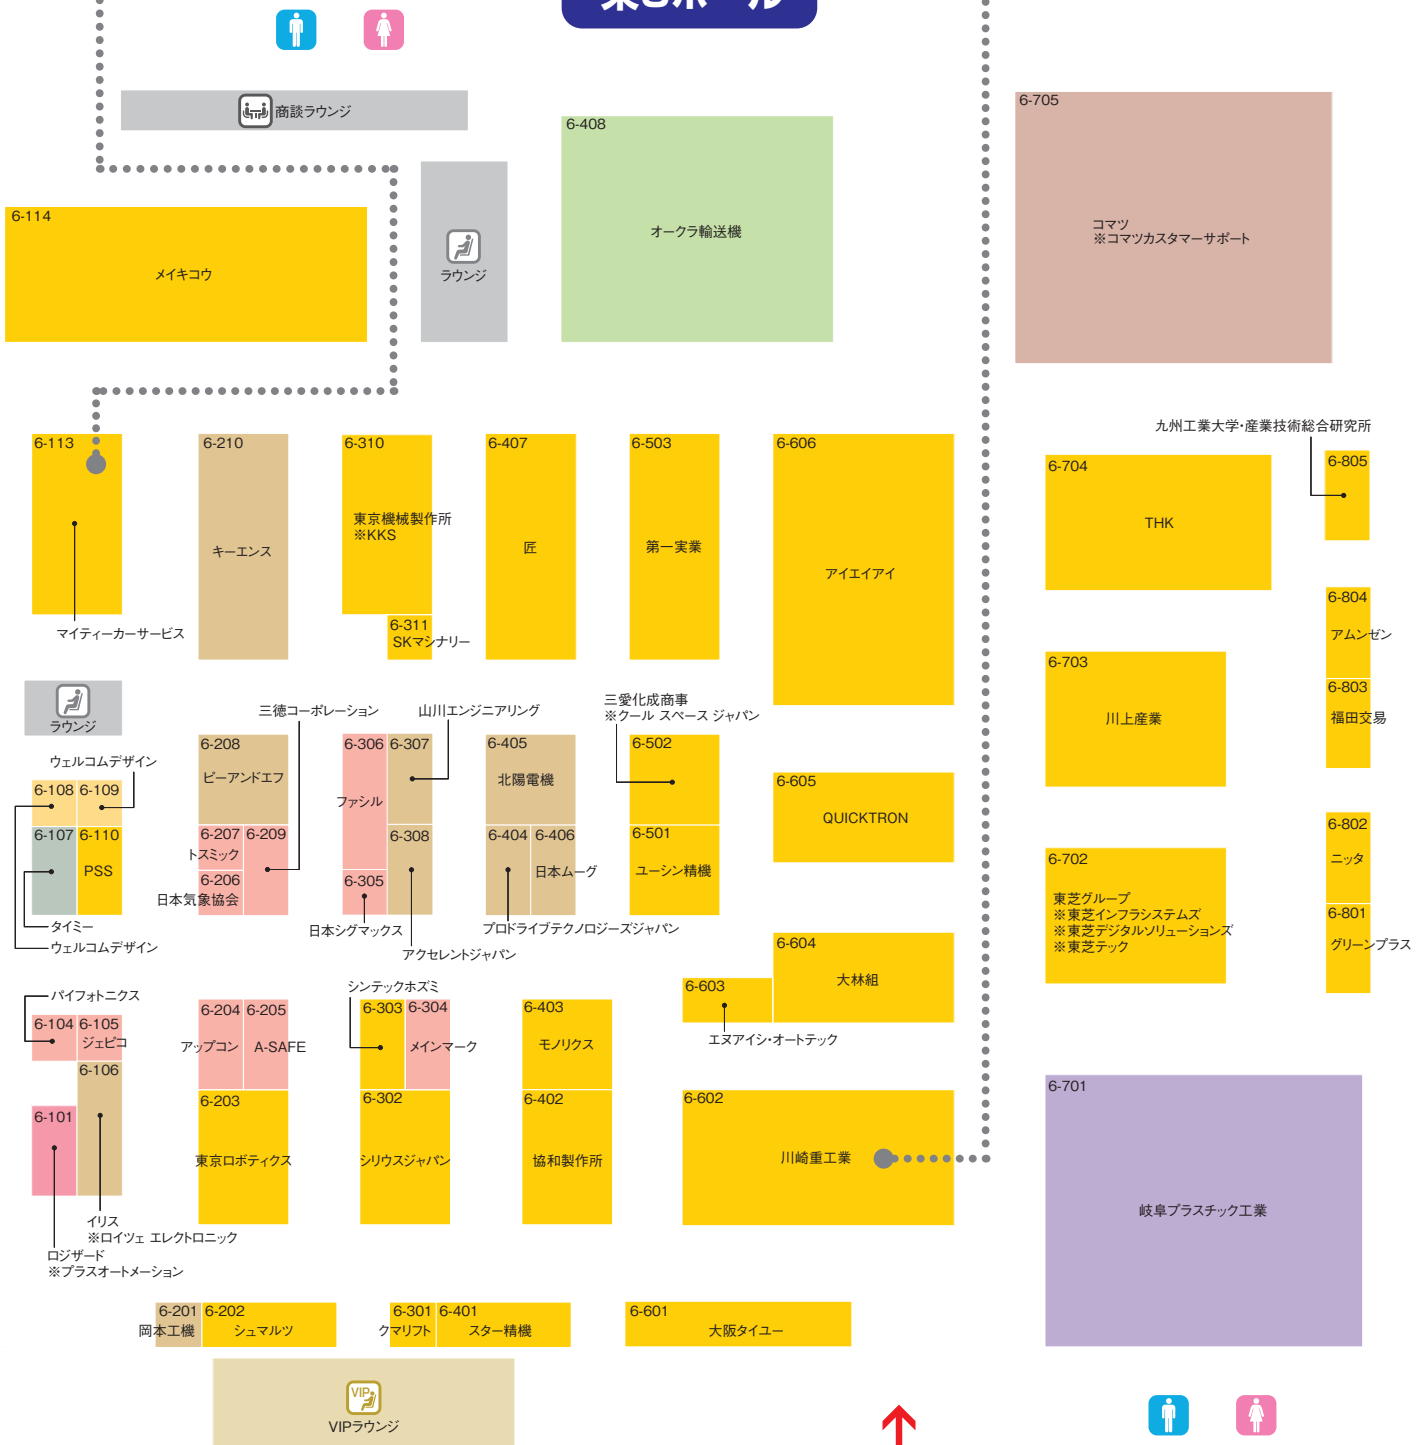 商談ラウンジ
6-408
オークラ輸送機
6-705
コマツ
※コマツカスタマーサポート
6-114
メイキコウ
ラウンジ
6-113
マイティーカーサービス
6-210
キーエンス
6-310
東京機械製作所
※KKS
6-311
SKマシナリー
6-407
匠
6-503
第一実業
6-606
アイエイアイ
九州工業大学・産業技術総合研究所
6-704
THK
6-805
6-804
アムンゼン
6-803
福田交易
6-703
川上産業
ラウンジ
ウェルコムデザイン
6-108
6-109
6-107
6-110
PSS
タイミー
ウェルコムデザイン
三徳コーポレーション
6-208
ビーアンドエフ
6-207
トスミック
6-209
6-206
日本気象協会
山川エンジニアリング
6-306
6-307
ファシル
6-308
6-305
日本シグマックス
アクセレントジャパン
6-405
北陽電機
6-404
6-406
日本ムーグ
プロドライブテクノロジーズジャパン
三愛化成商事
※クール スペース ジャパン
6-502
6-501
ユーシン精機
6-605
QUICKTRON
6-702
東芝グループ
※東芝インフラシステムズ
※東芝デジタルソリューションズ
※東芝テック
6-802
ニッタ
6-801
グリーンプラス
6-604
大林組
6-603
エヌアイシ・オートテック
パイフォトニクス
6-104
6-105
ジェピコ
6-106
6-101
イリス
※ロイツェ エレクトロニック
ロジザード
※プラスオートメーション
6-204
6-205
アップコン
A-SAFE
6-203
東京ロボティクス
シンテックホズミ
6-303
6-304
メインマーク
6-302
シリウスジャパン
6-403
モノリクス
6-402
協和製作所
6-602
川崎重工業
6-701
岐阜プラスチック工業
6-201
岡本工機
6-202
シュマルツ
6-301
クマリフト
6-401
スター精機
6-601
大阪タイユー
VIP
VIPラウンジ